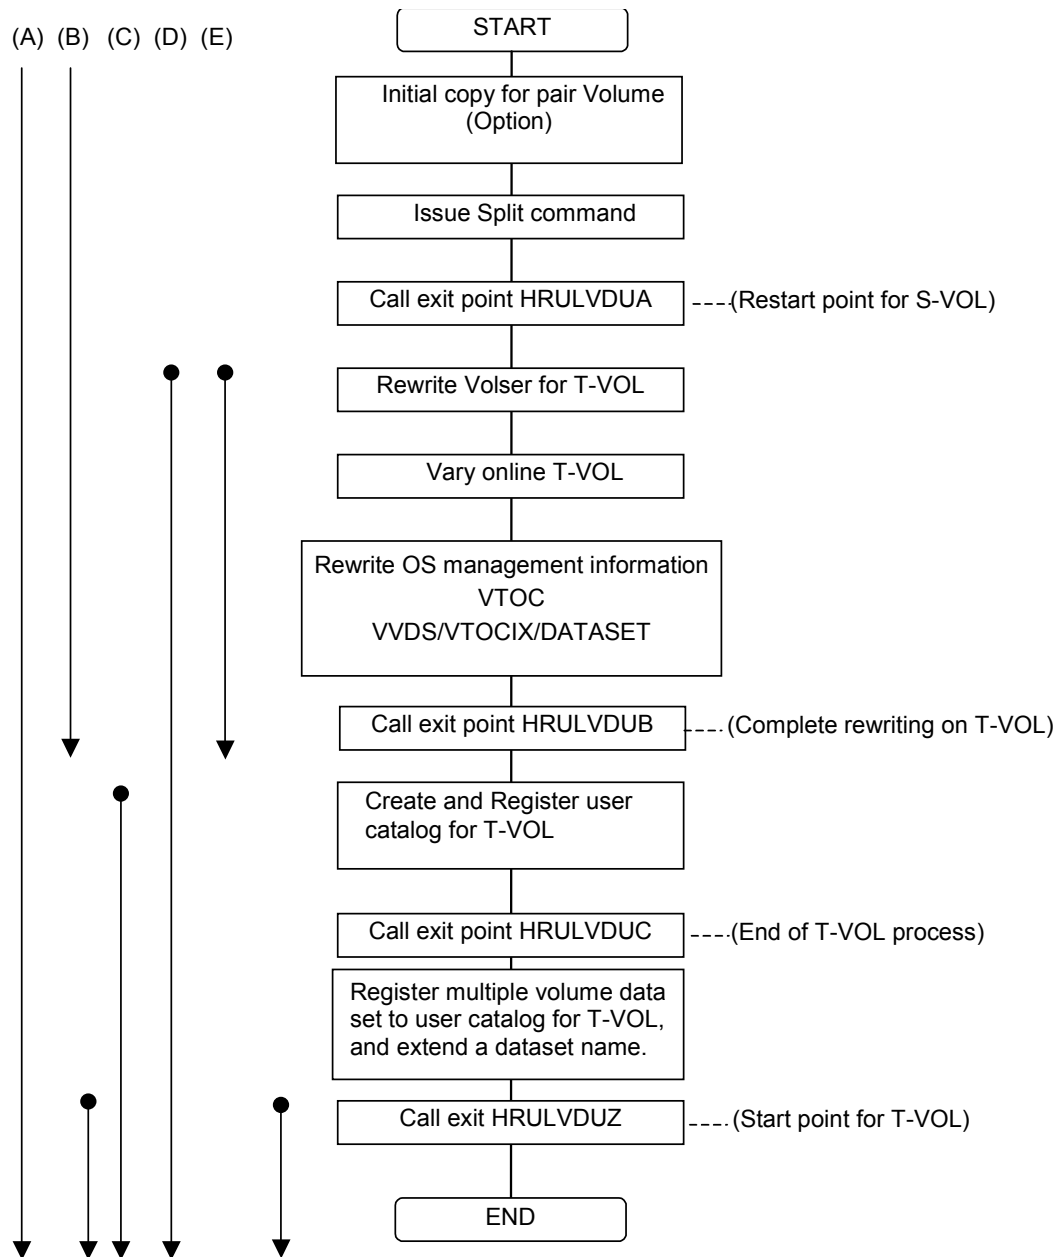 START
(A) (B) (C) (D) (E)
Initial copy for pair Volume
(Option)
Issue Split command
Call exit point HRULVDUA
(Restart point for S-VOL)
Rewrite Volser for T-VOL
Vary online T-VOL
Rewrite OS management information
VTOC
VVDS/VTOCIX/DATASET
Call exit point HRULVDUB
(Complete rewriting on T-VOL)
Create and Register user
catalog for T-VOL
Call exit point HRULVDUC
(End of T-VOL process)
Register multiple volume data
set to user catalog for T-VOL,
and extend a dataset name.
Call exit HRULVDUZ
(Start point for T-VOL)
END